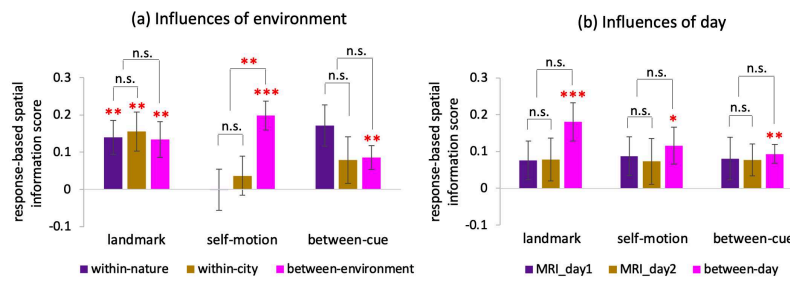 (a) Influences of environment
response-based spatial
information score
0.3
0.2
0.1
0
-0.1
n.s.
n.s.
**
**
**
**
n.s.
***
n.s.
n.s.
**
landmark
self-motion
between-cue
within-nature
within-city
between-environment
(b) Influences of day
response-based spatial
information score
0.3
0.2
0.1
0
-0.1
n.s.
n.s.
***
n.s.
n.s.
*
n.s.
n.s.
**
landmark
self-motion
between-cue
MRI_day1
MRI_day2
between-day